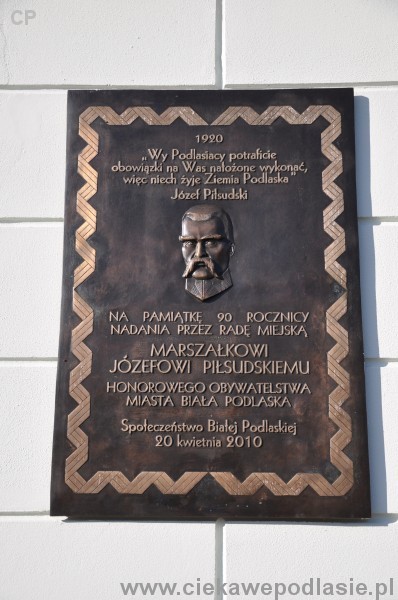 CP
1920
„Wy Podlasiacy potraficie
obowiązki na Was nałożone wykonać,
więc niech żyje Ziemia Podlaska"
Józef Piłsudski
NA PAMIĄTKĘ 90 ROCZNICY
NADANIA PRZEZ RADĘ MIEJSKĄ
MARSZAŁKOWI
JÓZEFOWI PIŁSUDSKIEMU
HONOROWEGO OBYWATELSTWA
MIASTA BIAŁA PODLASKA
Społeczeństwo Białej Podlaskiej
20 kwietnia 2010
www.ciekawepodlasie.pl